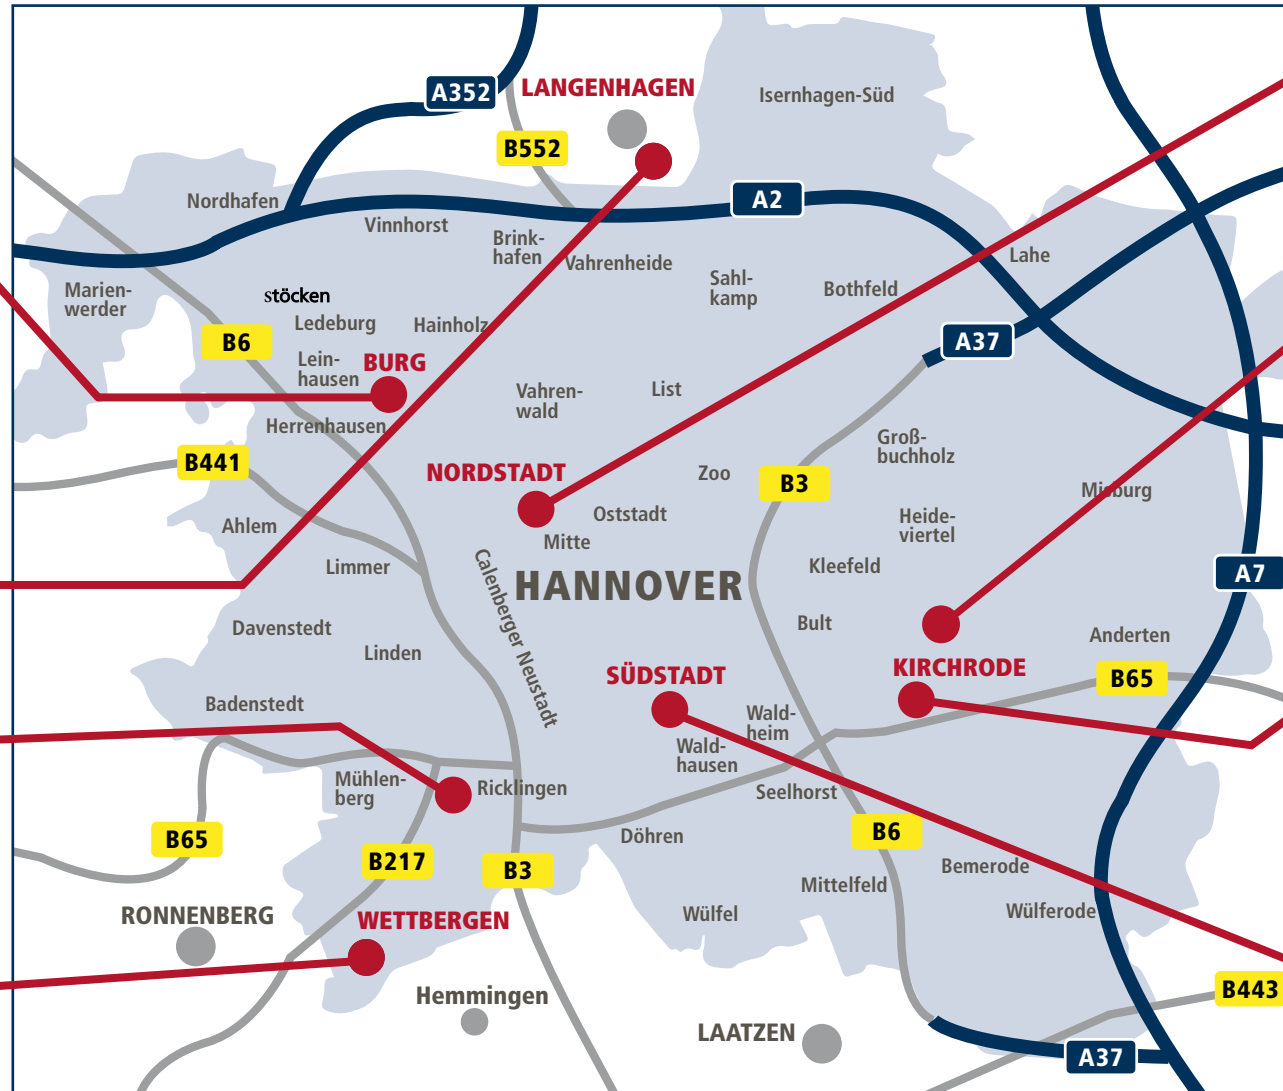 A352
LANGENHAGEN
Isernhagen-Süd
B552
Nordhafen
A2
Vinnhorst
Brink-
hafen
Vahrenheide
Lahe
Sahl-
kamp
Bothfeld
Marien-
werder
stöcken
Ledeburg
Hainholz
B6
A37
Lein-
hausen
BURG
Vahren-
wald
List
Herrenhausen
Groß-
buchholz
B441
NORDSTADT
Zoo
B3
Misburg
Ahlem
Oststadt
Heide-
viertel
Mitte
Limmer
Calenberger Neustadt
HANNOVER
Kleefeld
A7
Davenstedt
Bult
Anderten
Linden
SÜDSTADT
KIRCHRODE
B65
Badenstedt
Wald-
heim
Wald-
hausen
Mühlen-
berg
Ricklingen
Seelhorst
B65
Döhren
B6
B217
B3
Bemerode
Mittelfeld
RONNENBERG
WETTBERGEN
Wülfel
Wülferode
Hemmingen
B443
LAATZEN
A37